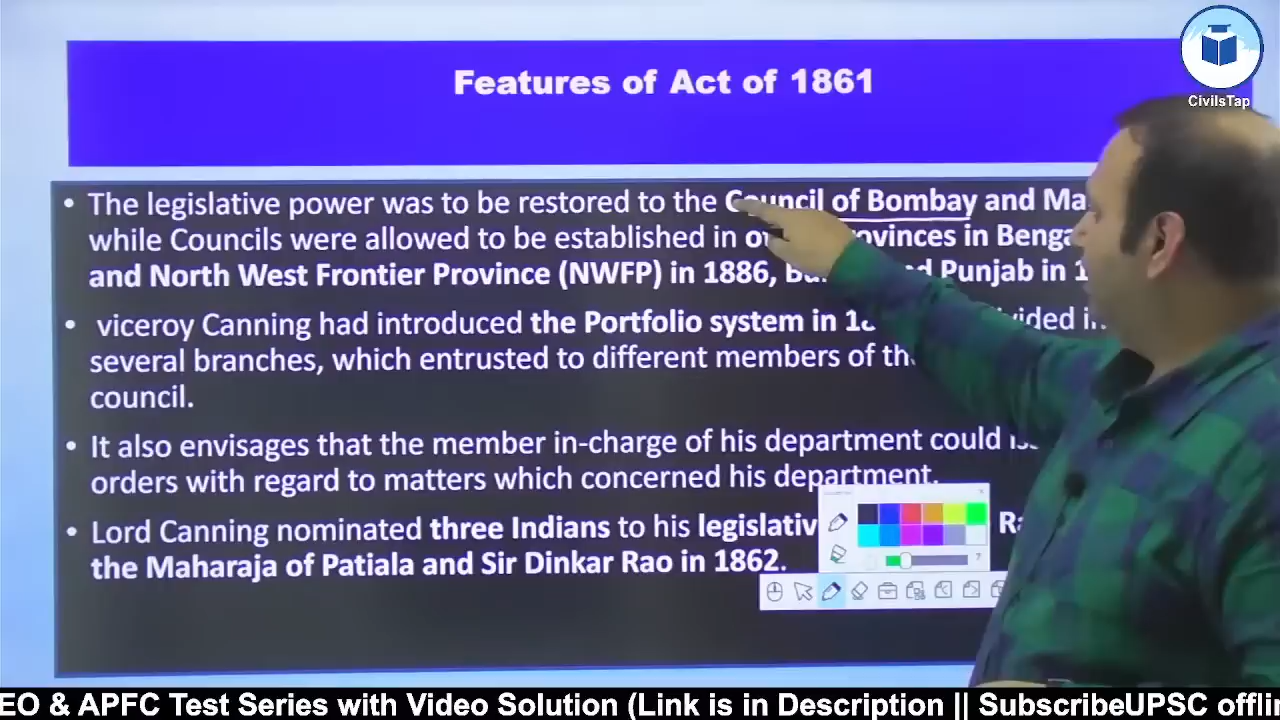 CivilsTap
Features of Act of 1861
• The legislative power was to be restored to the Council of Bombay and
while Councils were allowed to be established in provinces in
and North West Frontier Province (NWFP) in 1886, Punjab in
• viceroy Canning had introduced the Portfolio system in
several branches, which entrusted to different members of
council.
• It also envisages that the member in-charge of his department could
orders with regard to matters which concerned his department.
• Lord Canning nominated three Indians to his
the Maharaja of Patiala and Sir Dinkar Rao in 1862.
EO & APFC Test Series with Video Solution (Link is in Description || SubscribeUPSC